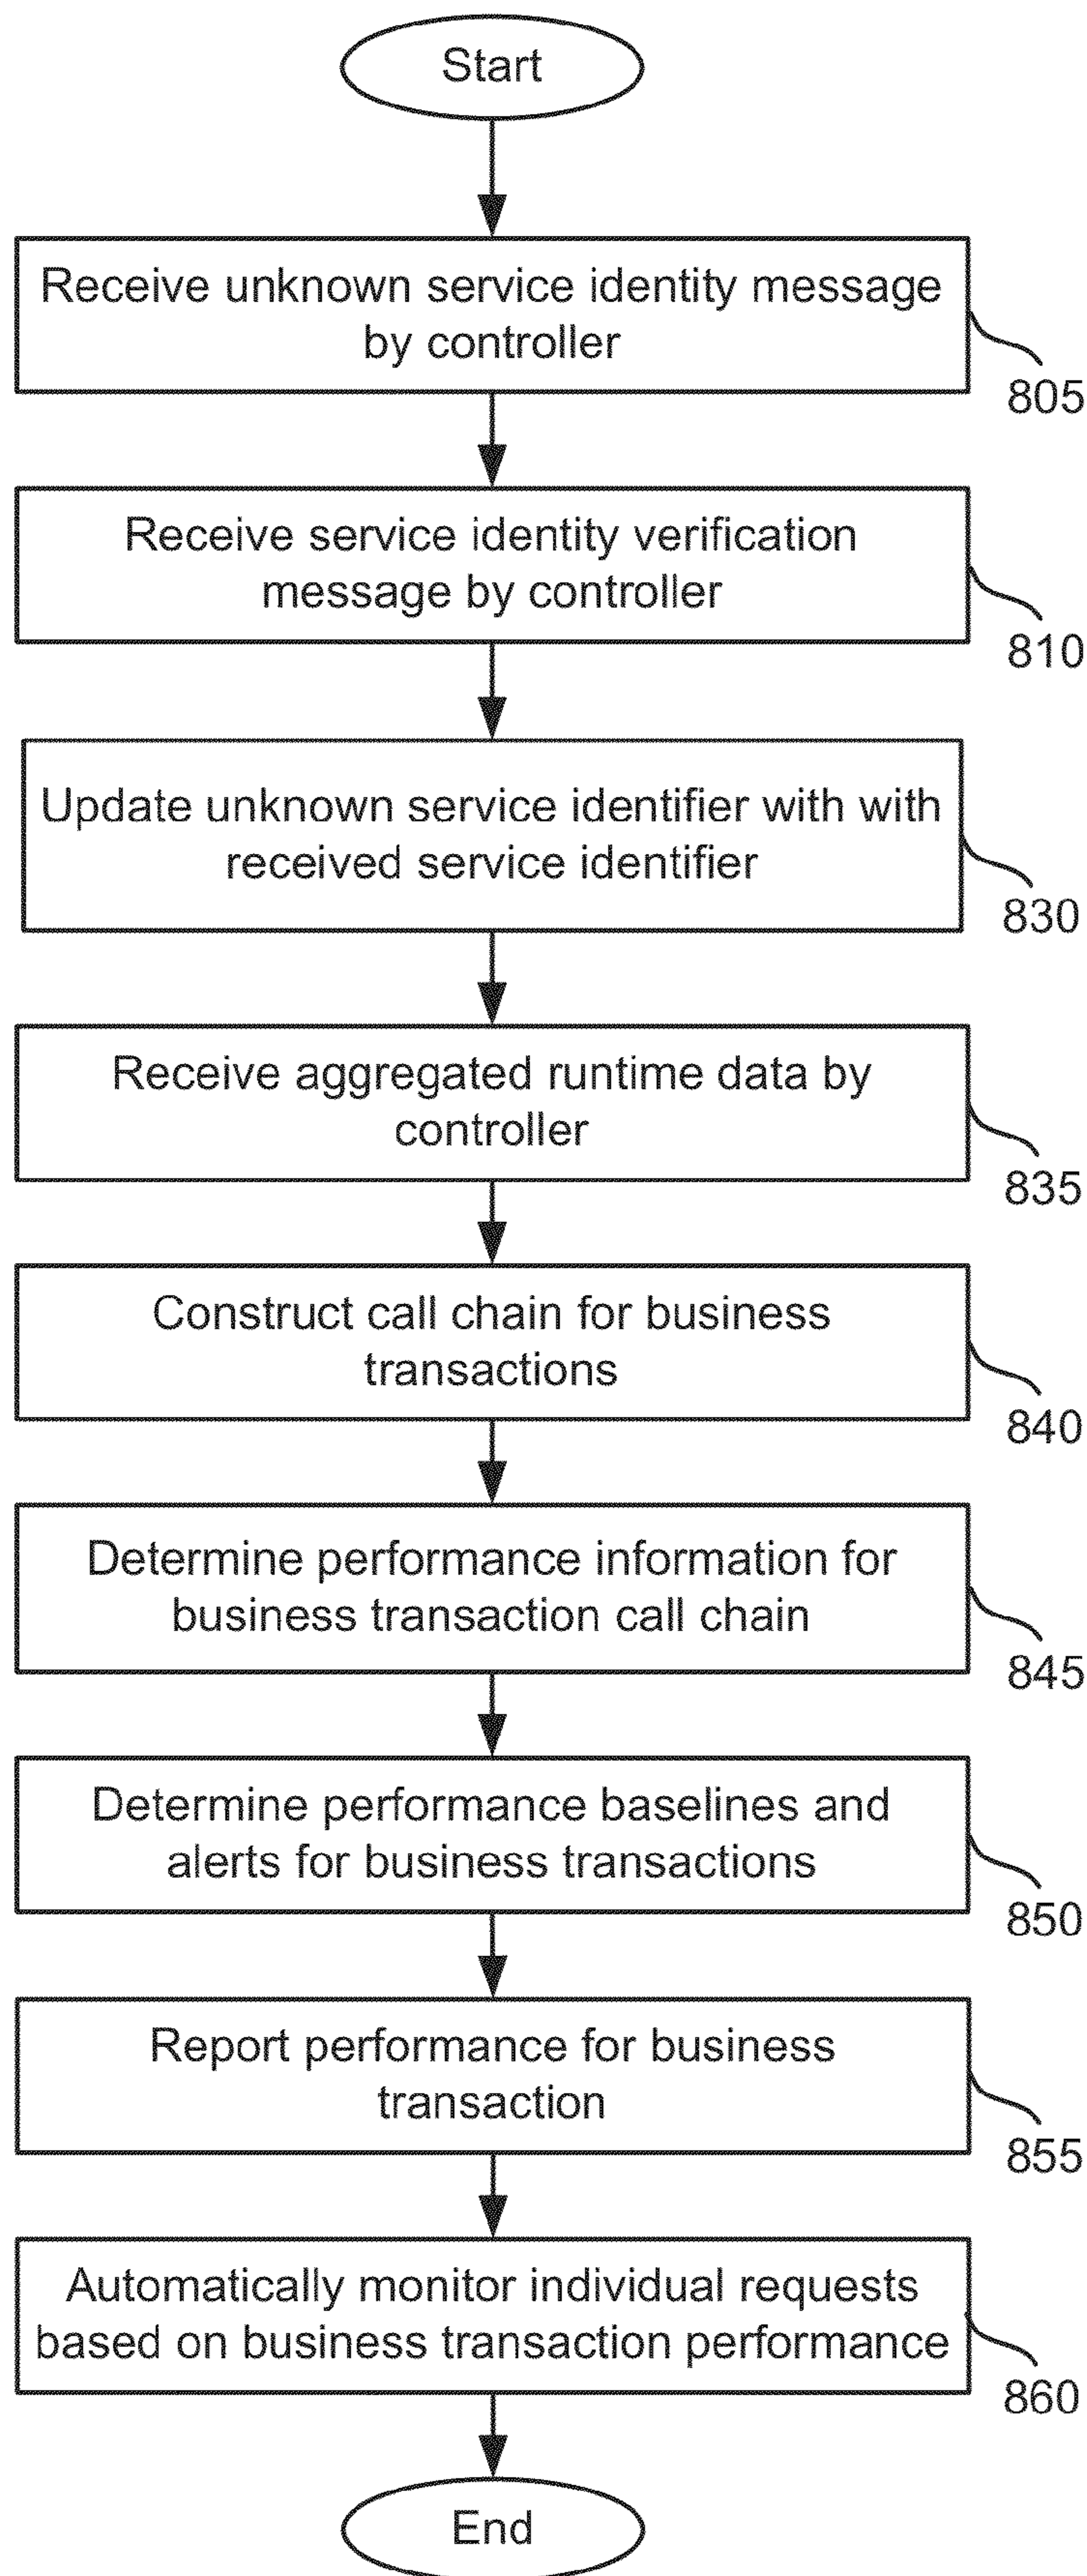 Start
Receive unknown service identity message
by controller
805
Receive service identity verification
message by controller
810
Update unknown service identifier with with
received service identifier
830
Receive aggregated runtime data by
controller
835
Construct call chain for business
transactions
840
Determine performance information for
business transaction call chain
845
Determine performance baselines and
alerts for business transactions
850
Report performance for business
transaction
855
Automatically monitor individual requests
based on business transaction performance
860
End